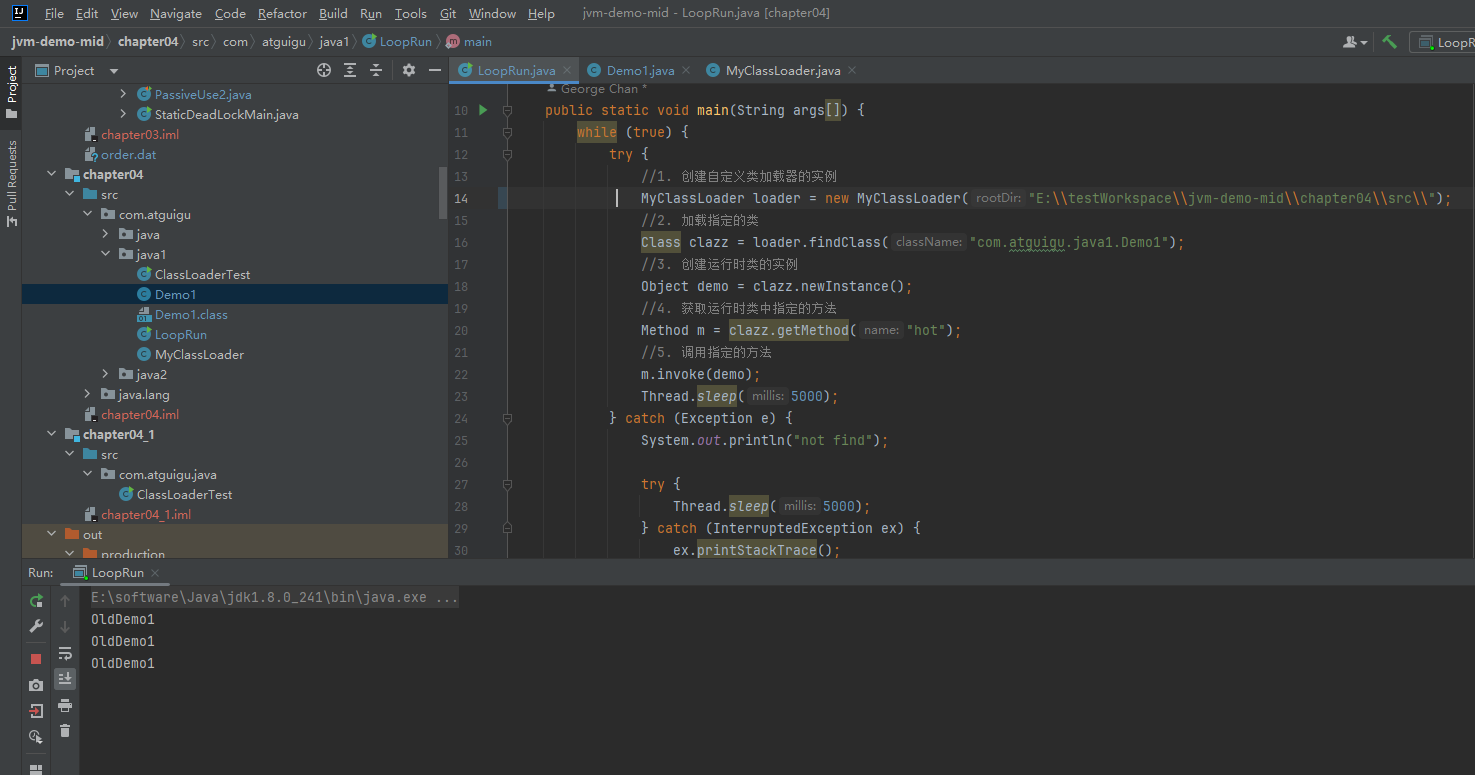 File Edit View Navigate Code Refactor Build Run Tools Git Window Help jvm-demo-mid - LoopRun.java [chapter04]
jvm-demo-mid chapter04 src com atguigu java1 LoopRun main LoopR
Project
Pull Requests
Project
PassiveUse2.java
StaticDeadLockMain.java
chapter03.iml
order.dat
chapter04
src
com.atguigu
java
java1
ClassLoaderTest
Demo1
Demo1.class
LoopRun
MyClassLoader
java2
java.lang
chapter04.iml
chapter04_1
src
com.atguigu.java
ClassLoaderTest
chapter04_1.iml
out
production
LoopRun.java Demo1.java MyClassLoader.java
George Chan *
10 public static void main(String args[]) {
11 while (true) {
12 try {
13 //1. 创建自定义类加载器的实例
14 MyClassLoader loader = new MyClassLoader( rootDir: "E:\\testWorkspace\\jvm-demo-mid\\chapter04\\src\\");
15 //2. 加载指定的类
16 Class clazz = loader.findClass( className: "com.atguigu.java1.Demo1");
17 //3. 创建运行时类的实例
18 Object demo = clazz.newInstance();
19 //4. 获取运行时类中指定的方法
20 Method m = clazz.getMethod( name: "hot");
21 //5. 调用指定的方法
22 m.invoke(demo);
23 Thread.sleep( millis: 5000);
24 } catch (Exception e) {
25 System.out.println("not find");
26
27 try {
28 Thread.sleep( millis: 5000);
29 } catch (InterruptedException ex) {
30 ex.printStackTrace();
Run: LoopRun
E:\software\Java\jdk1.8.0_241\bin\java.exe ...
OldDemo1
OldDemo1
OldDemo1